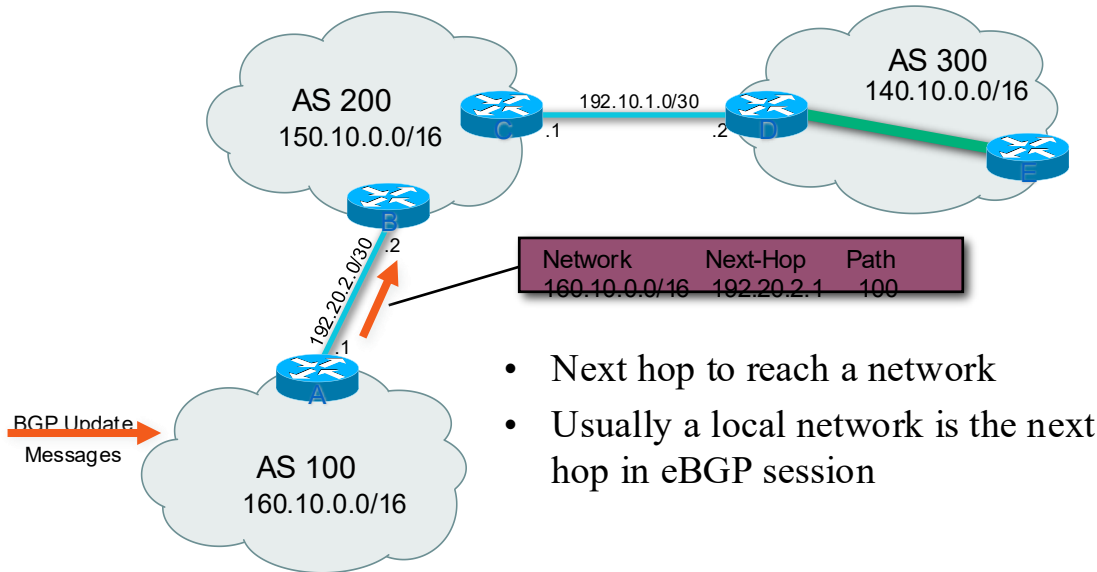 AS 200
150.10.0.0/16
C
192.10.1.0/30
.1
.2
D
AS 300
140.10.0.0/16
E
B
.2
192.20.2.0/30
.1
A
Network Next-Hop Path
160.10.0.0/16 192.20.2.1 100
• Next hop to reach a network
• Usually a local network is the next
hop in eBGP session
BGP Update
Messages
AS 100
160.10.0.0/16